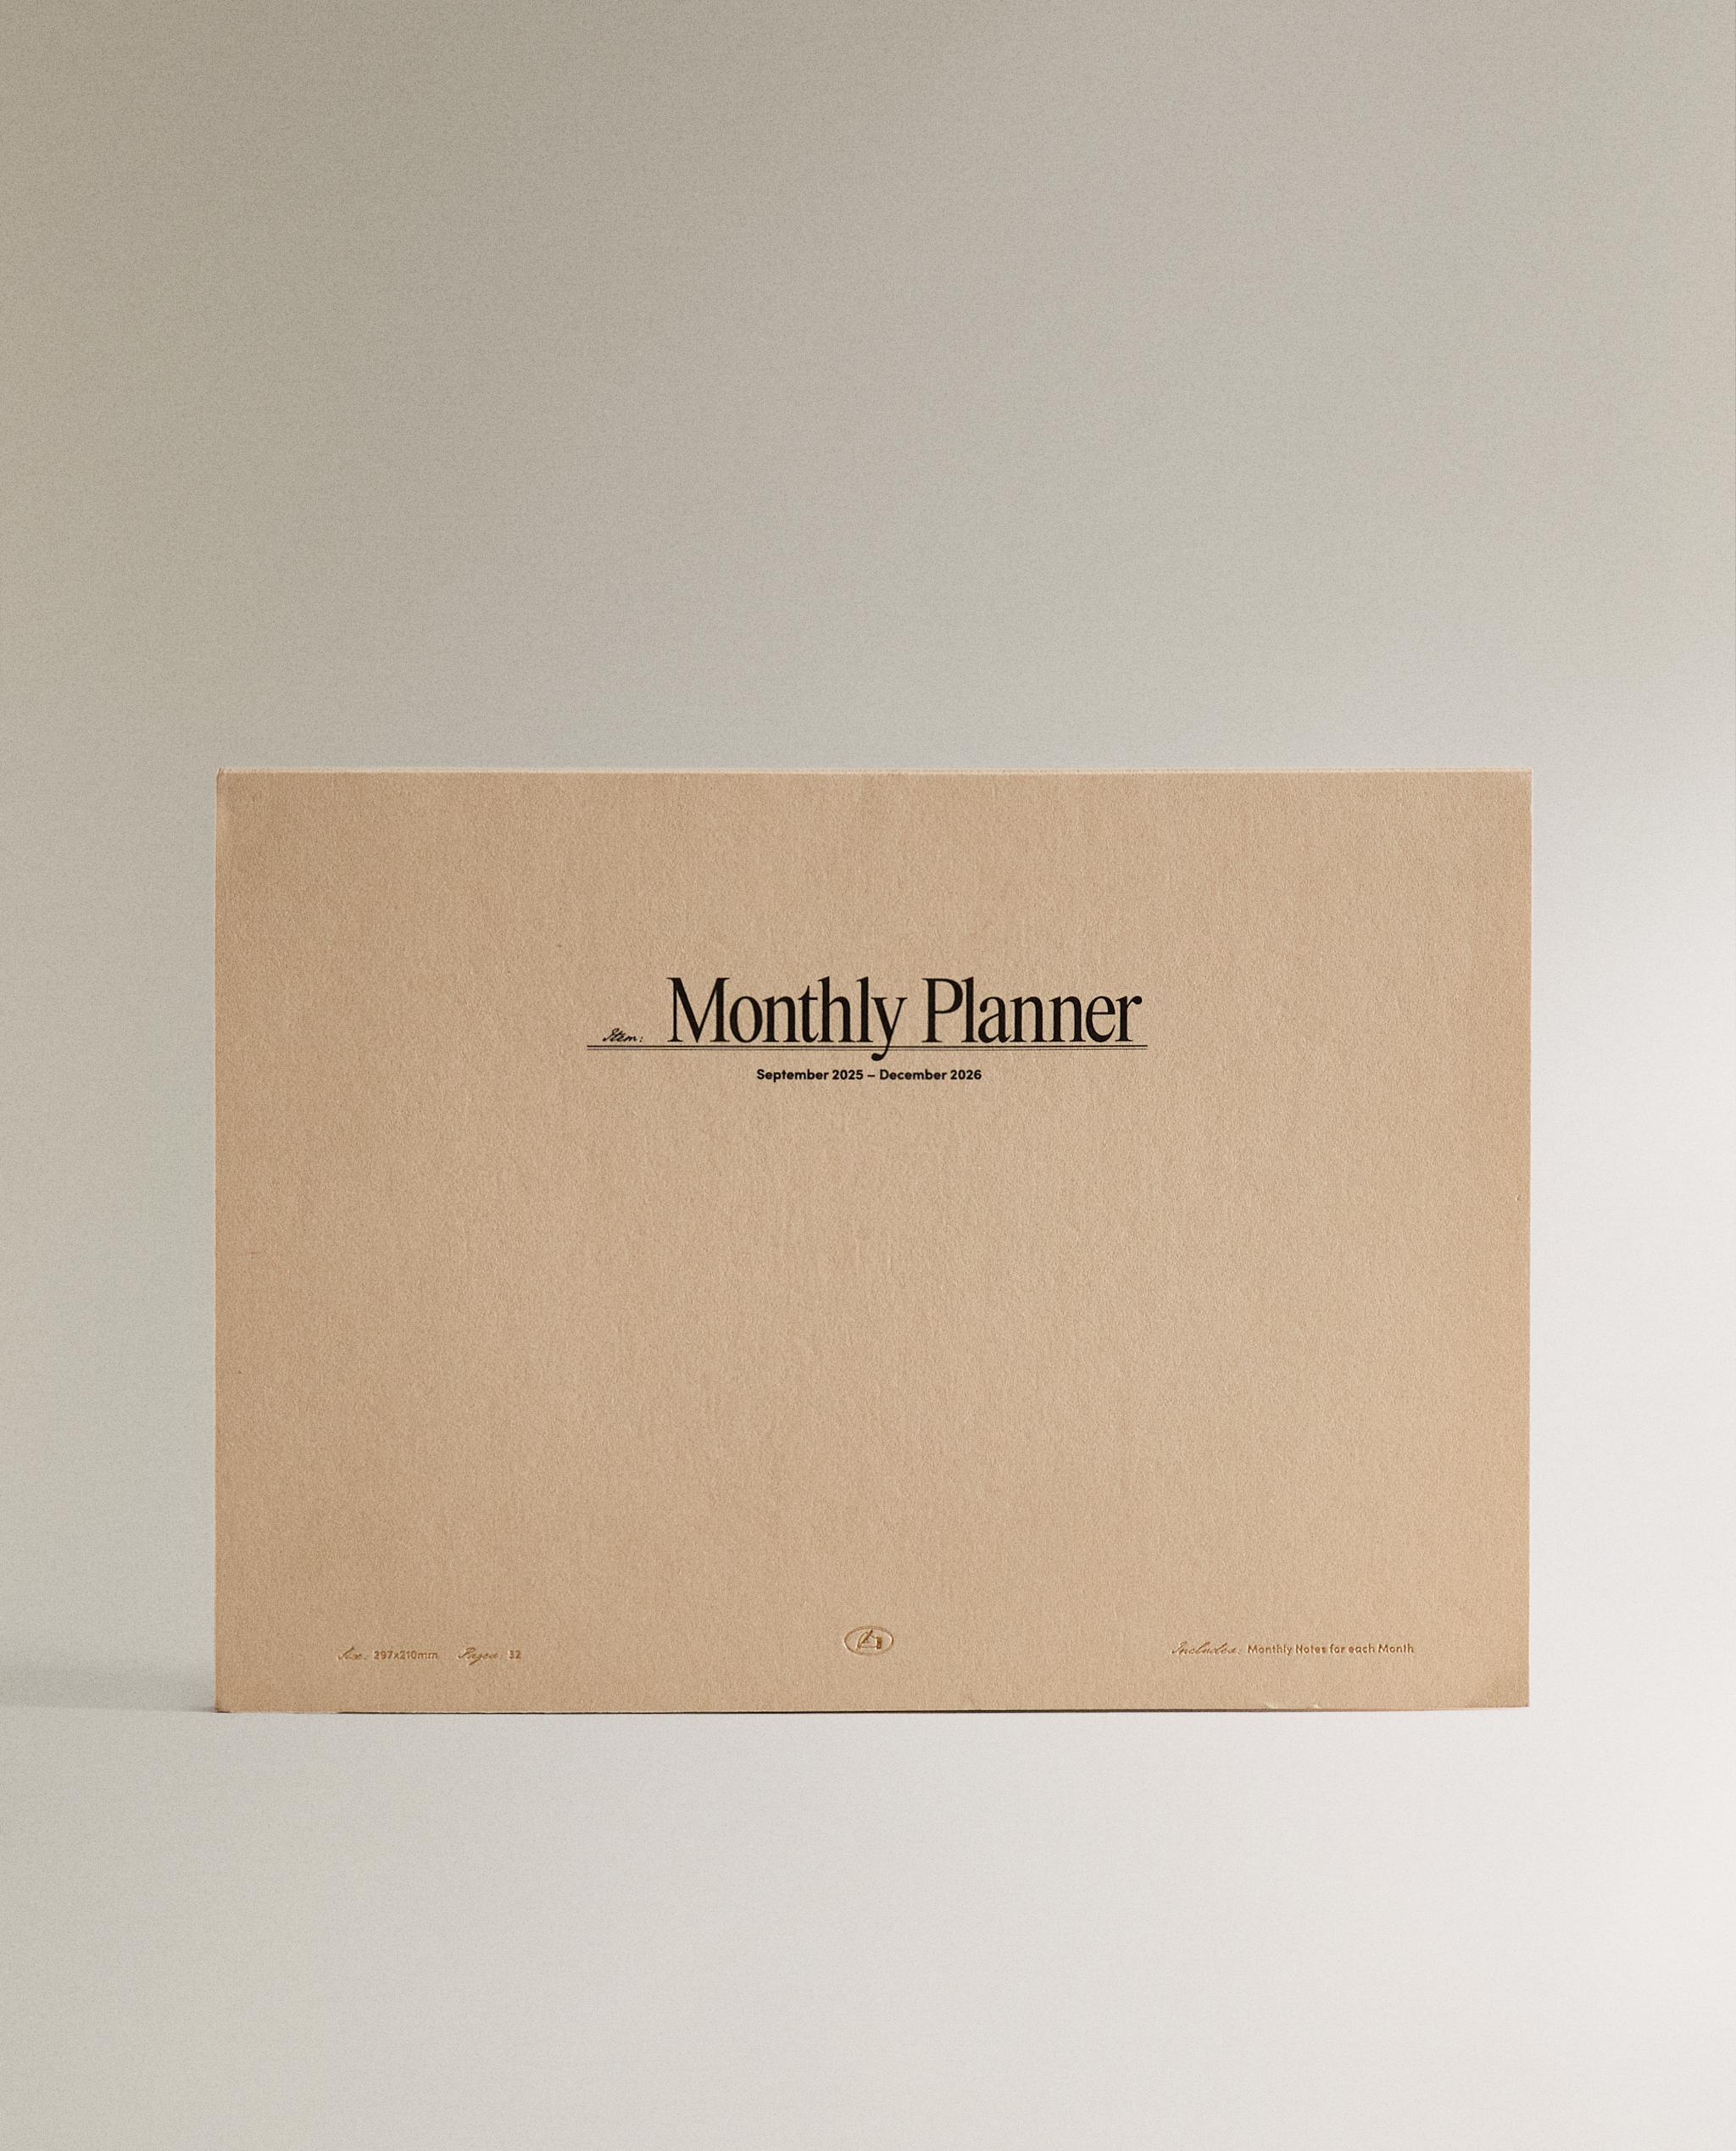 Item: Monthly Planner
September 2025 – December 2026
Size: 297x210mm Pages: 32
Includes: Monthly Notes for each Month